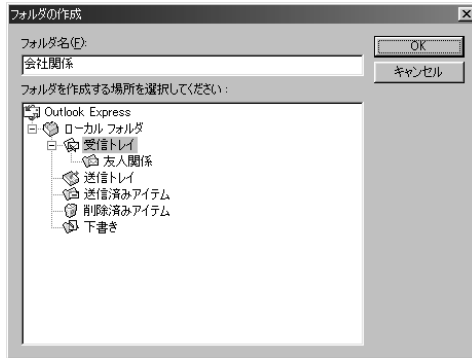 フォルダの作成
フォルダ名(F):
会社関係
OK
キャンセル
フォルダを作成する場所を選択してください:
Outlook Express
ローカル フォルダ
受信トレイ
友人関係
送信トレイ
送信済みアイテム
削除済みアイテム
下書き